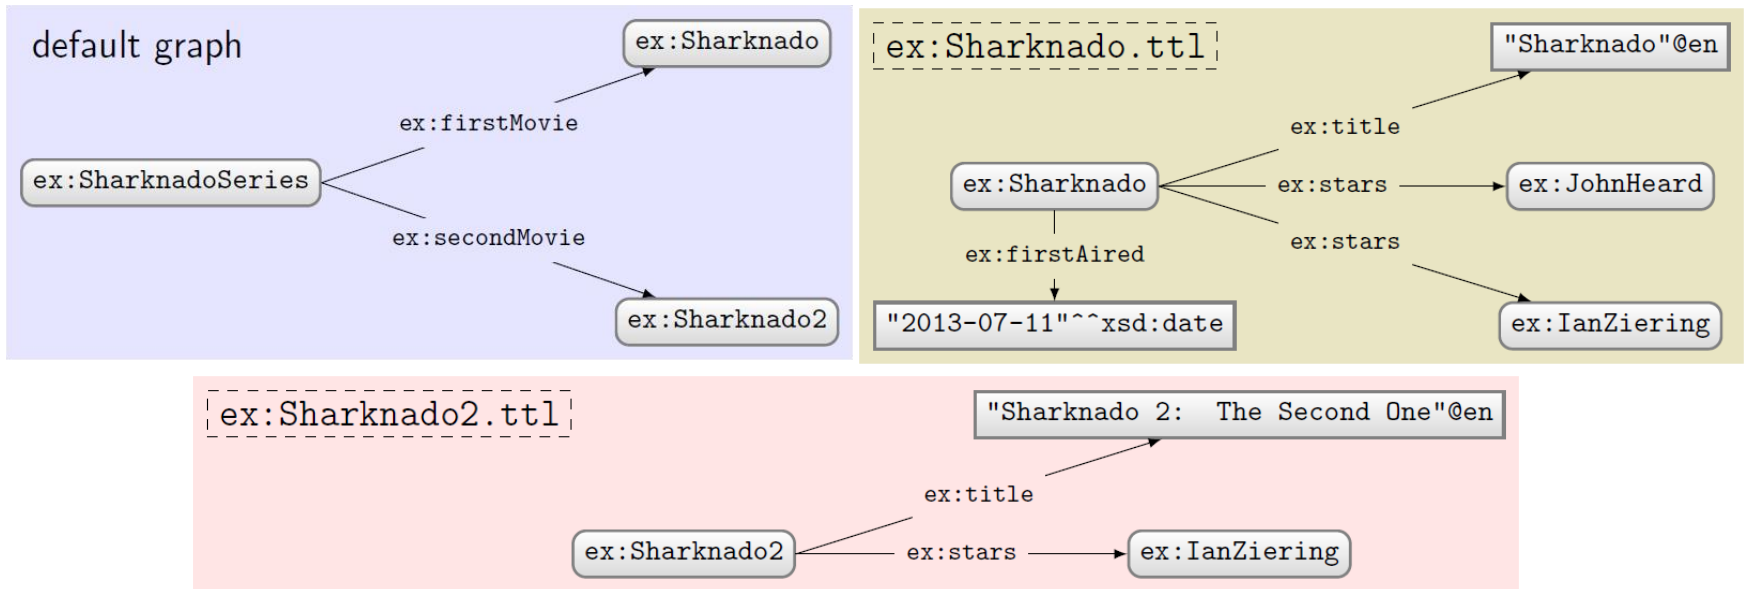 default graph
ex:Sharknado
ex:firstMovie
ex:SharknadoSeries
ex:secondMovie
ex:Sharknado2
ex:Sharknado.ttl
"Sharknado"@en
ex:title
ex:Sharknado
ex:stars
ex:JohnHeard
ex:stars
ex:firstAired
"2013-07-11"^^xsd:date
ex:IanZiering
ex:Sharknado2.ttl
"Sharknado 2: The Second One"@en
ex:title
ex:Sharknado2
ex:stars
ex:IanZiering